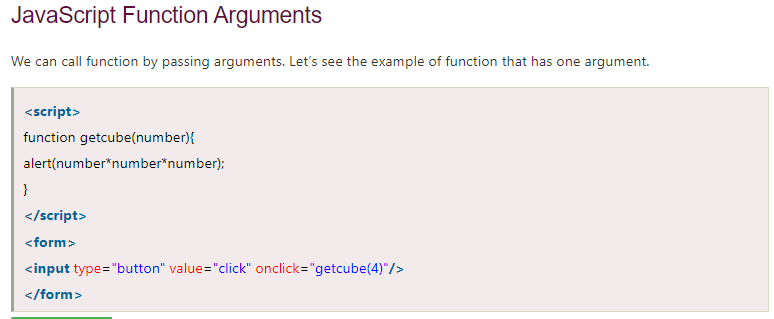 JavaScript Function Arguments
We can call function by passing arguments. Let’s see the example of function that has one argument.
<script>
function getcube(number){
alert(number*number*number);
}
</script>
<form>
<input type="button" value="click" onclick="getcube(4)"/>
</form>